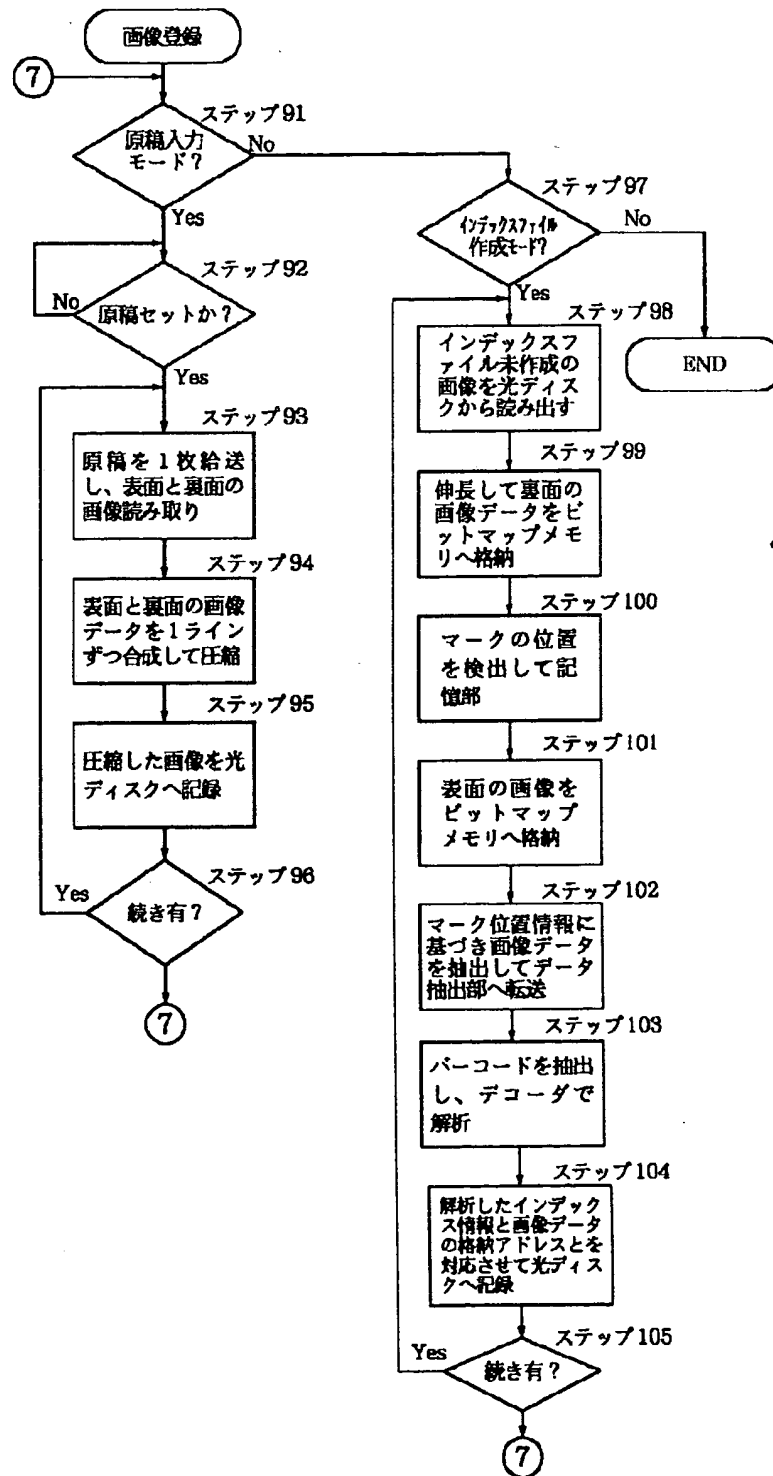 画像登録
7
ステップ91
原稿入力
モード?
No
Yes
ステップ92
原稿セットか?
No
Yes
ステップ93
原稿を1枚給送
し、表面と裏面の
画像読み取り
ステップ94
表面と裏面の画像
データを1ライン
ずつ合成して圧縮
ステップ95
圧縮した画像を光
ディスクへ記録
ステップ96
Yes
続き有?
7
ステップ97
インデックスファイル
作成モード?
No
Yes
END
ステップ98
インデックスフ
ァイル未作成の
画像を光ディス
クから読み出す
ステップ99
伸長して裏面の
画像データをビ
ットマップメモ
リへ格納
ステップ100
マークの位置
を検出して記
憶部
ステップ101
表面の画像を
ビットマップ
メモリへ格納
ステップ102
マーク位置情報に
基づき画像データ
を抽出してデータ
抽出部へ転送
ステップ103
バーコードを抽出
し、デコーダで
解析
ステップ104
解析したインデック
ス情報と画像データ
の格納アドレスとを
対応させて光ディス
クへ記録
ステップ105
Yes
続き有?
7